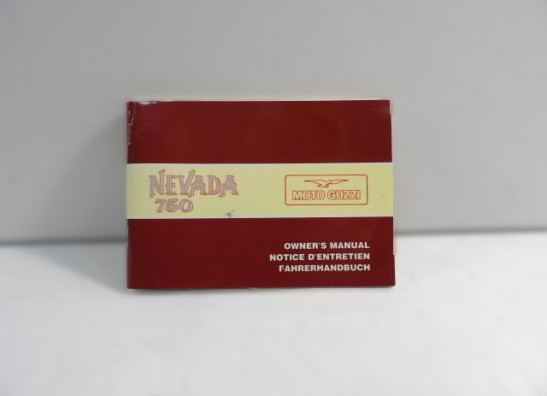 NEVADA
750
MOTO GUZZI
OWNER'S MANUAL
NOTICE D'ENTRETIEN
FAHRERHANDBUCH